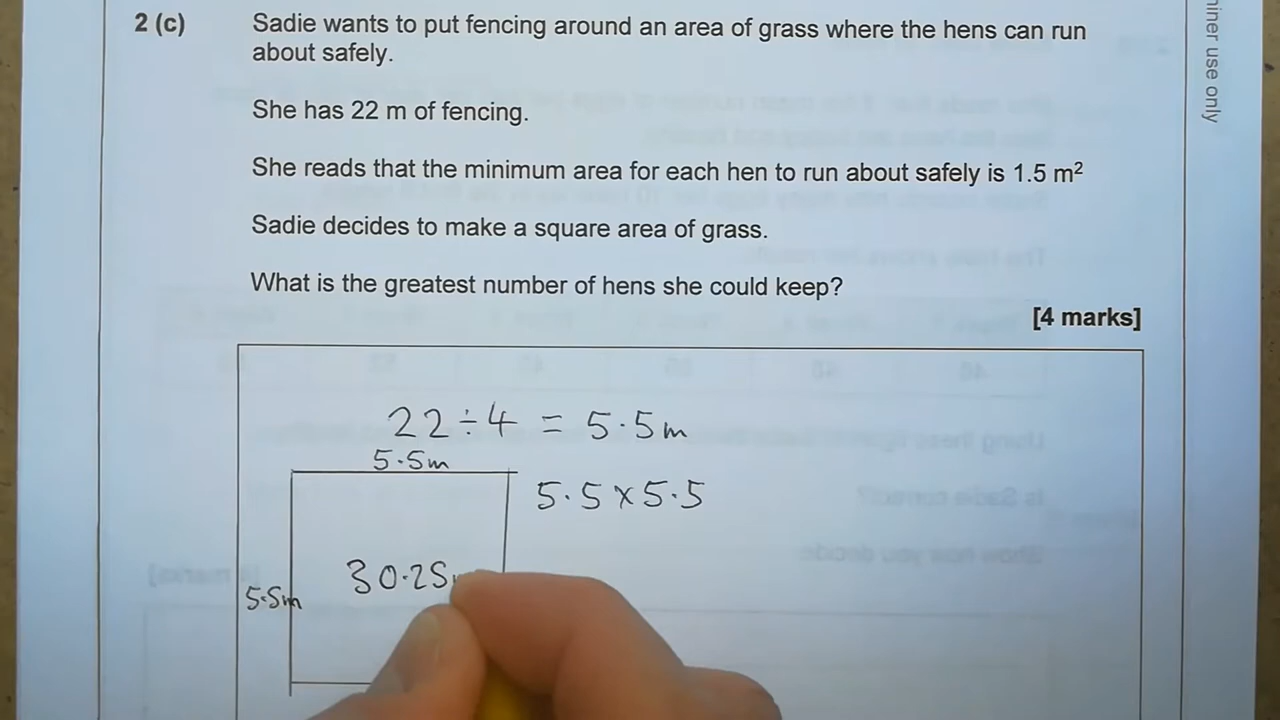 2 (c) Sadie wants to put fencing around an area of grass where the hens can run
about safely.
She has 22 m of fencing.
She reads that the minimum area for each hen to run about safely is 1.5 m²
Sadie decides to make a square area of grass.
What is the greatest number of hens she could keep?
[4 marks]
22 ÷ 4 = 5.5m
5.5m
5.5 x 5.5
30.25
5.5m
use only